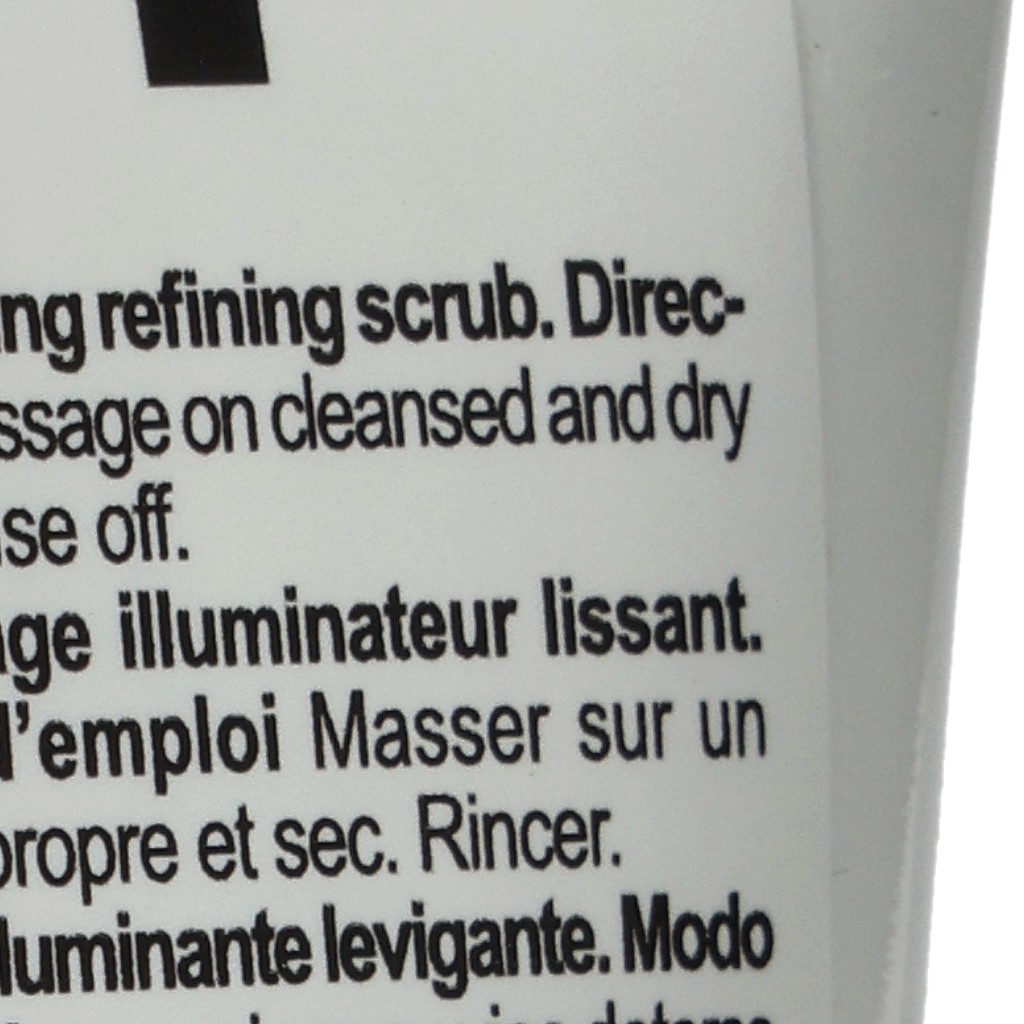 ng refining scrub. Direc-
ssage on cleansed and dry
se off.
ge illuminateur lissant.
d'emploi Masser sur un
propre et sec. Rincer.
lluminante levigante. Modo